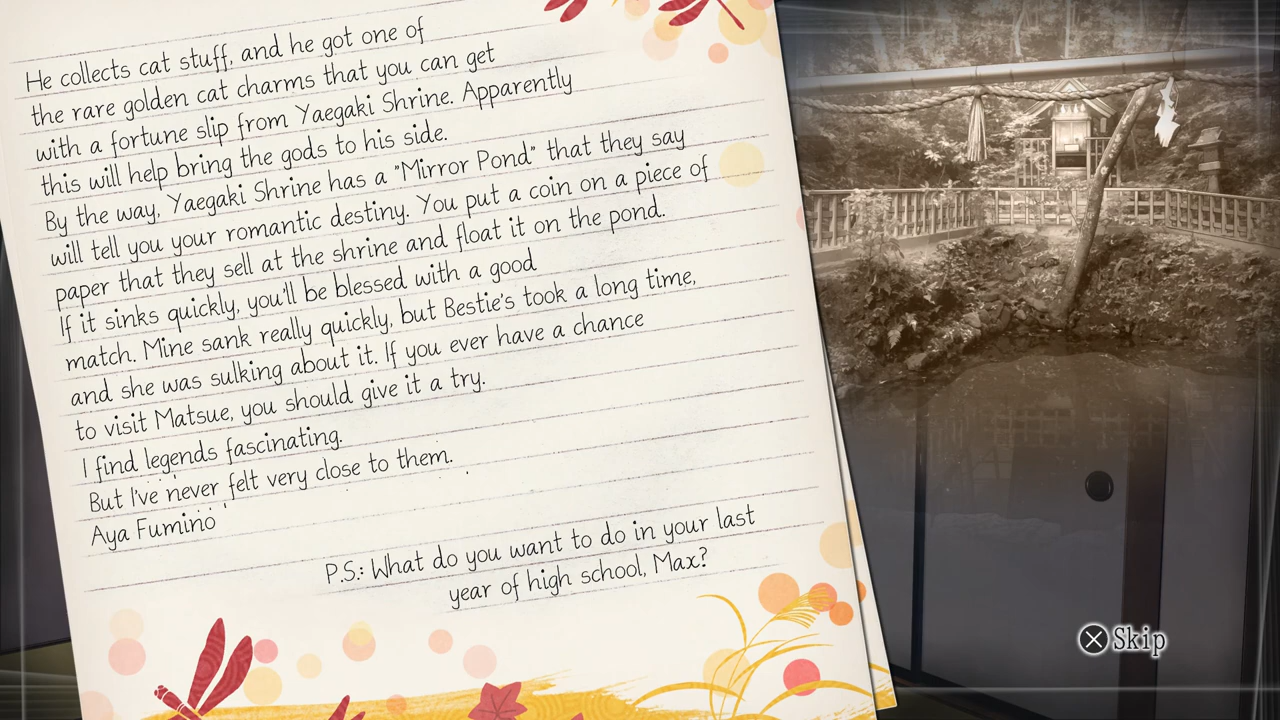 He collects cat stuff, and he got one of
the rare golden cat charms that you can get
with a fortune slip from Yaegaki Shrine. Apparently
this will help bring the gods to his side.
By the way, Yaegaki Shrine has a "Mirror Pond" that they say
will tell you your romantic destiny. You put a coin on a piece of
paper that they sell at the shrine and float it on the pond.
If it sinks quickly, you'll be blessed with a good
match. Mine sank really quickly, but Bestie's took a long time,
and she was sulking about it. If you ever have a chance
to visit Matsue, you should give it a try.
I find legends fascinating.
But I've never felt very close to them.
Aya Fumino
P.S.: What do you want to do in your last
year of high school, Max?
Skip